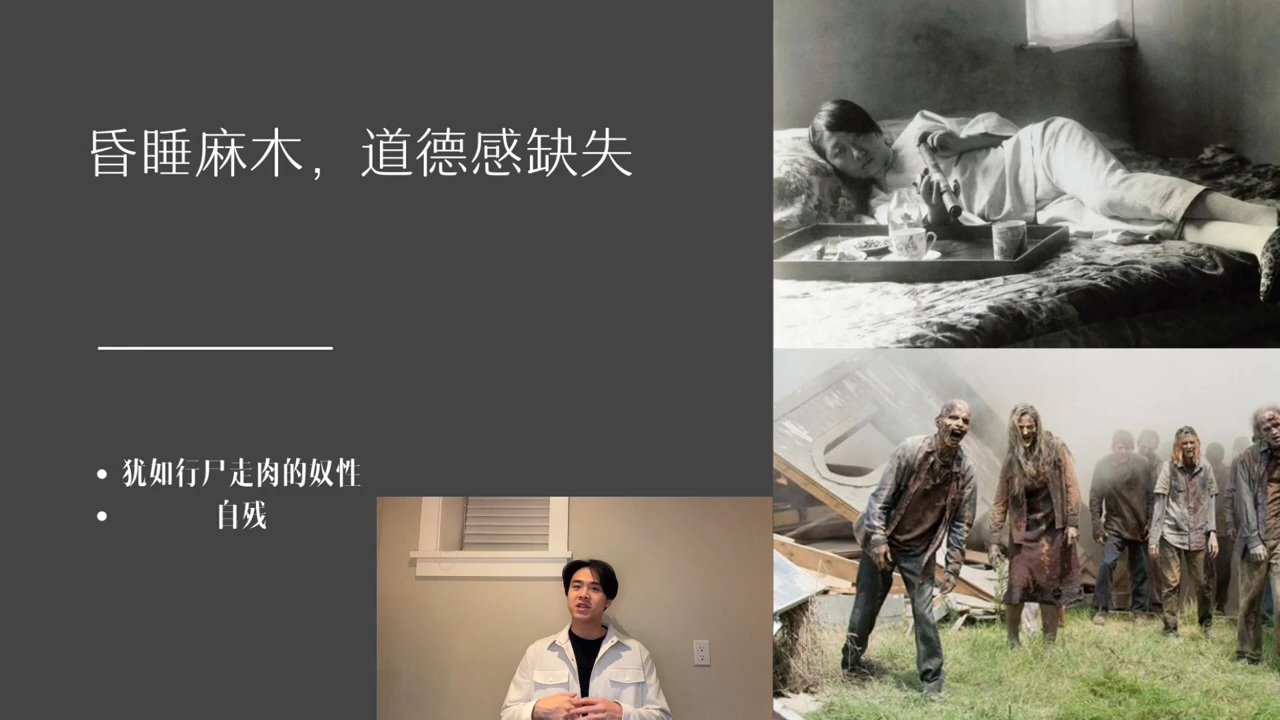 昏睡麻木，道德感缺失
犹如行尸走肉的奴性
自残